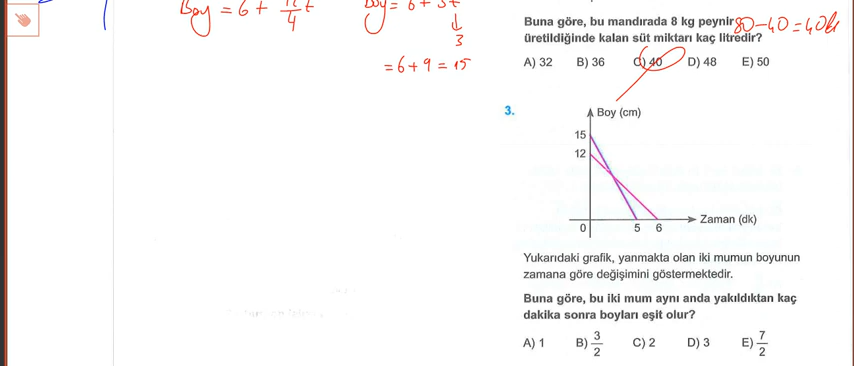 Boy = 6 + 12/4 t
Boy = 6 + 3t
3
= 6 + 9 = 15
Buna göre, bu mandırada 8 kg peynir
80 - 40 = 40
üretildiğinde kalan süt miktarı kaç litredir?
A) 32 B) 36 C) 40 D) 48 E) 50
3.
Boy (cm)
15
12
0 5 6 Zaman (dk)
Yukarıdaki grafik, yanmakta olan iki mumun boyunun
zamana göre değişimini göstermektedir.
Buna göre, bu iki mum aynı anda yakıldıktan kaç
dakika sonra boyları eşit olur?
A) 1 B) 3/2 C) 2 D) 3 E) 7/2